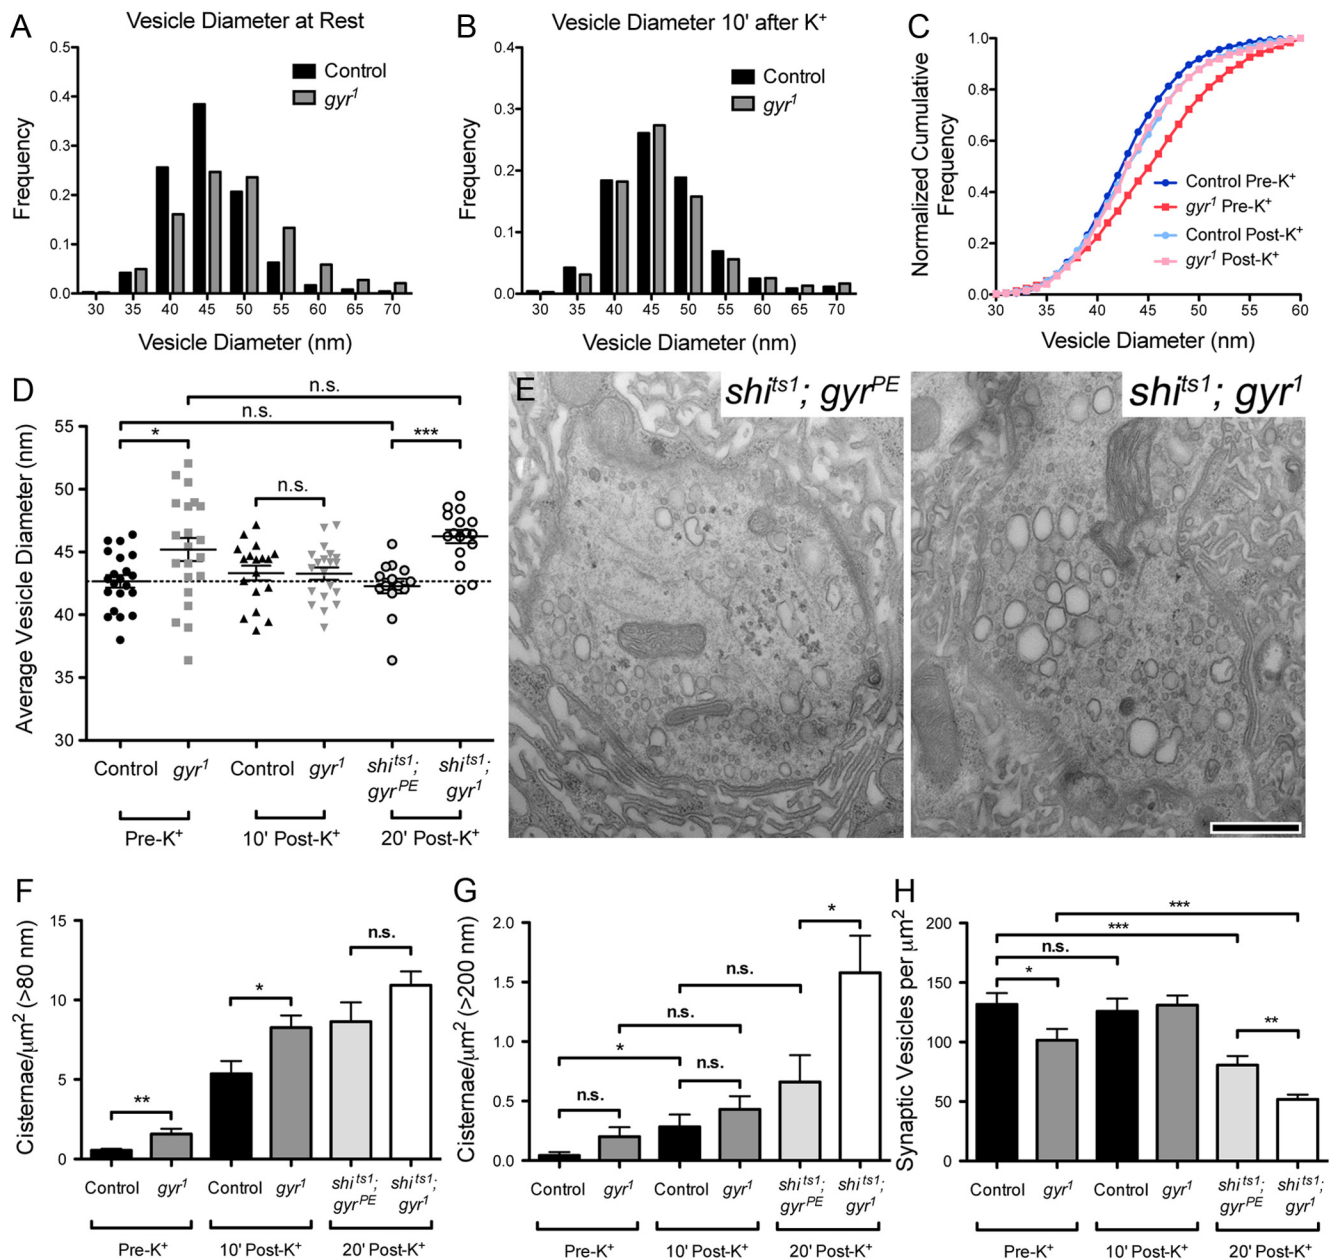 A
Vesicle Diameter at Rest
Frequency
0.5
0.4
0.3
0.2
0.1
0.0
Control
gyr¹
30 35 40 45 50 55 60 65 70
Vesicle Diameter (nm)
B
Vesicle Diameter 10' after K⁺
Frequency
0.4
0.3
0.2
0.1
0.0
Control
gyr¹
30 35 40 45 50 55 60 65 70
Vesicle Diameter (nm)
C
Normalized Cumulative
Frequency
1.0
0.8
0.6
0.4
0.2
0.0
Control Pre-K⁺
gyr¹ Pre-K⁺
Control Post-K⁺
gyr¹ Post-K⁺
30 35 40 45 50 55 60
Vesicle Diameter (nm)
D
Average Vesicle Diameter (nm)
55
50
45
40
35
30
n.s.
n.s.
* ***
n.s.
Control gyr¹ Control gyr¹ shiᵗˢ¹; gyrᴾᴱ shiᵗˢ¹; gyr¹
Pre-K⁺ 10' Post-K⁺ 20' Post-K⁺
E
shiᵗˢ¹; gyrᴾᴱ
shiᵗˢ¹; gyr¹
F
Cisternae/μm² (>80 nm)
15
10
5
0
n.s.
*
**
Control gyr¹ Control gyr¹ shiᵗˢ¹; gyrᴾᴱ shiᵗˢ¹; gyr¹
Pre-K⁺ 10' Post-K⁺ 20' Post-K⁺
G
Cisternae/μm² (>200 nm)
2.0
1.5
1.0
0.5
0.0
*
n.s.
n.s.
*
n.s.
n.s.
Control gyr¹ Control gyr¹ shiᵗˢ¹; gyrᴾᴱ shiᵗˢ¹; gyr¹
Pre-K⁺ 10' Post-K⁺ 20' Post-K⁺
H
Synaptic Vesicles per μm²
200
150
100
50
0
***
***
n.s.
*
**
Control gyr¹ Control gyr¹ shiᵗˢ¹; gyrᴾᴱ shiᵗˢ¹; gyr¹
Pre-K⁺ 10' Post-K⁺ 20' Post-K⁺